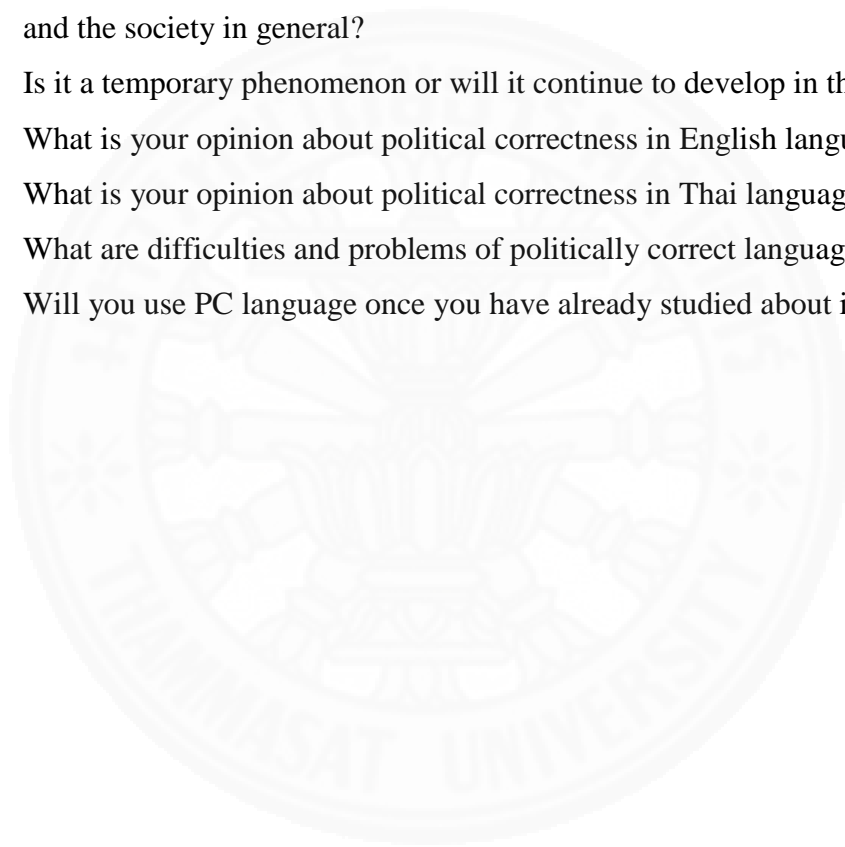 and the society in general?
Is it a temporary phenomenon or will it continue to develop in th
What is your opinion about political correctness in English langu
What is your opinion about political correctness in Thai languag
What are difficulties and problems of politically correct languag
Will you use PC language once you have already studied about i
THAMMASAT UNIVERSITY